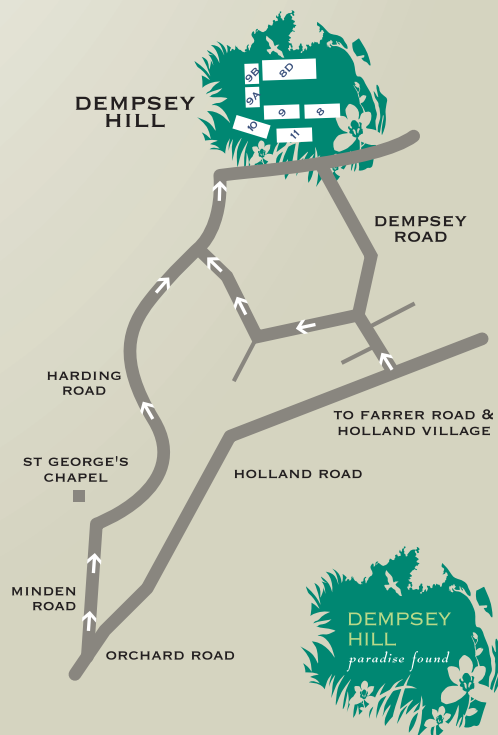 9B
8D
9A
9
8
10
11
DEMPSEY
HILL
DEMPSEY
ROAD
HARDING
ROAD
TO FARRER ROAD &
HOLLAND VILLAGE
ST GEORGE'S
CHAPEL
HOLLAND ROAD
MINDEN
ROAD
ORCHARD ROAD
DEMPSEY
HILL
paradise found